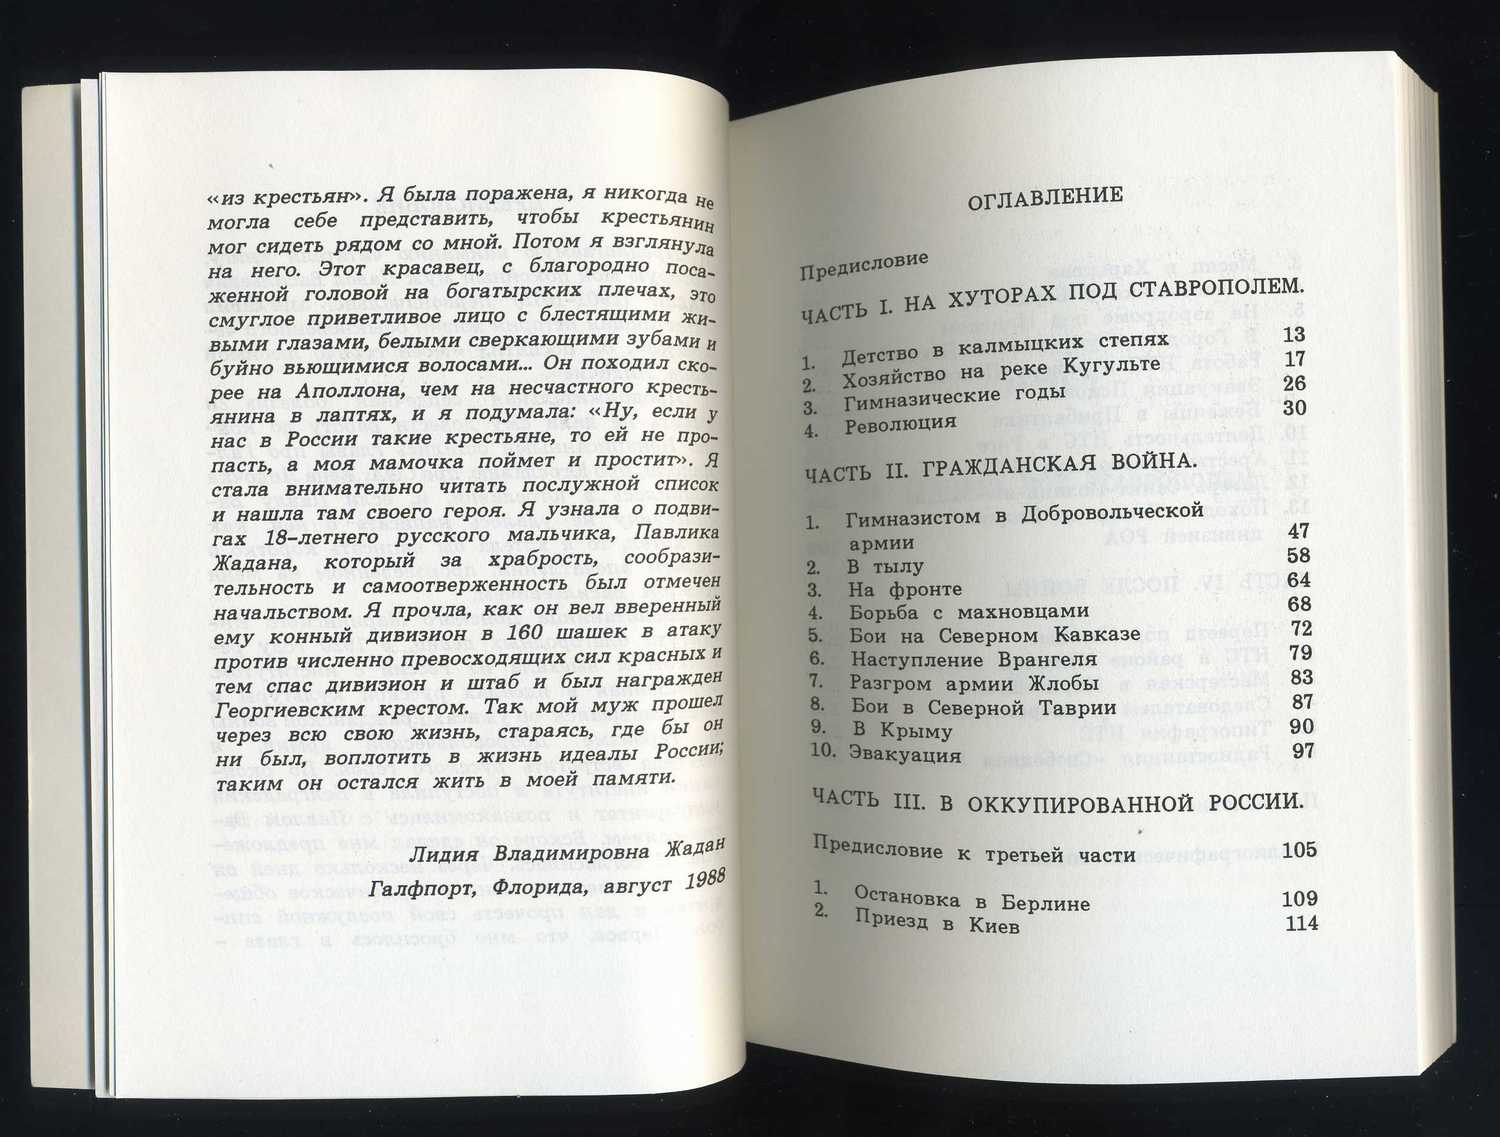 «из крестьян». Я была поражена, я никогда не
могла себе представить, чтобы крестьянин
мог сидеть рядом со мной. Потом я взглянула
на него. Этот красавец, с благородно поса-
женной головой на богатырских плечах, это
смуглое приветливое лицо с блестящими жи-
выми глазами, белыми сверкающими зубами и
буйно вьющимися волосами... Он походил ско-
рее на Аполлона, чем на несчастного кресть-
янина в лаптях, и я подумала: «Ну, если у
нас в России такие крестьяне, то ей не про-
пасть, а моя мамочка поймет и простит». Я
стала внимательно читать послужной список
и нашла там своего героя. Я узнала о подви-
гах 18-летнего русского мальчика, Павлика
Жадана, который за храбрость, сообрази-
тельность и самоотверженность был отмечен
начальством. Я прочла, как он вел вверенный
ему конный дивизион в 160 шашек в атаку
против численно превосходящих сил красных и
тем спас дивизион и штаб и был награжден
Георгиевским крестом. Так мой муж прошел
через всю свою жизнь, стараясь, где бы он
ни был, воплотить в жизнь идеалы России;
таким он остался жить в моей памяти.
Лидия Владимировна Жадан
Галфпорт, Флорида, август 1988
ОГЛАВЛЕНИЕ
Предисловие
ЧАСТЬ I. НА ХУТОРАХ ПОД СТАВРОПОЛЕМ.
1. Детство в калмыцких степях 13
2. Хозяйство на реке Кугульте 17
3. Гимназические годы 26
4. Революция 30
ЧАСТЬ II. ГРАЖДАНСКАЯ ВОЙНА.
1. Гимназистом в Добровольческой
армии 47
2. В тылу 58
3. На фронте 64
4. Борьба с махновцами 68
5. Бои на Северном Кавказе 72
6. Наступление Врангеля 79
7. Разгром армии Жлобы 83
8. Бои в Северной Таврии 87
9. В Крыму 90
10. Эвакуация 97
ЧАСТЬ III. В ОККУПИРОВАННОЙ РОССИИ.
Предисловие к третьей части 105
1. Остановка в Берлине 109
2. Приезд в Киев 114